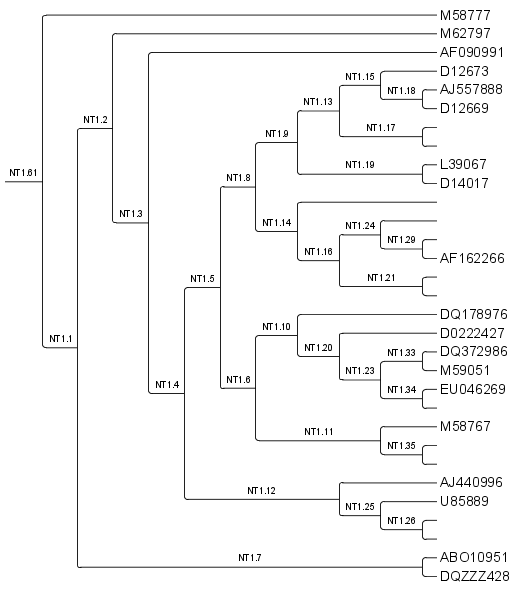 M58777
M62797
AF090991
NT1.15 D12673
NT1.18 AJ557888
NT1.13 D12669
NT1.2
NT1.9 NT1.17
NT1.19 L39067
NT1.61 NT1.8 D14017
NT1.3 NT1.14 NT1.24
NT1.16 NT1.29
AF162266
NT1.5 NT1.21
DQ178976
NT1.10 D0222427
NT1.1 NT1.20 NT1.33 DQ372986
NT1.23 M59051
NT1.4 NT1.6 NT1.34 EU046269
NT1.11 M58767
NT1.35
AJ440996
NT1.12 U85889
NT1.25
NT1.26
NT1.7 ABO10951
DQZZZ428